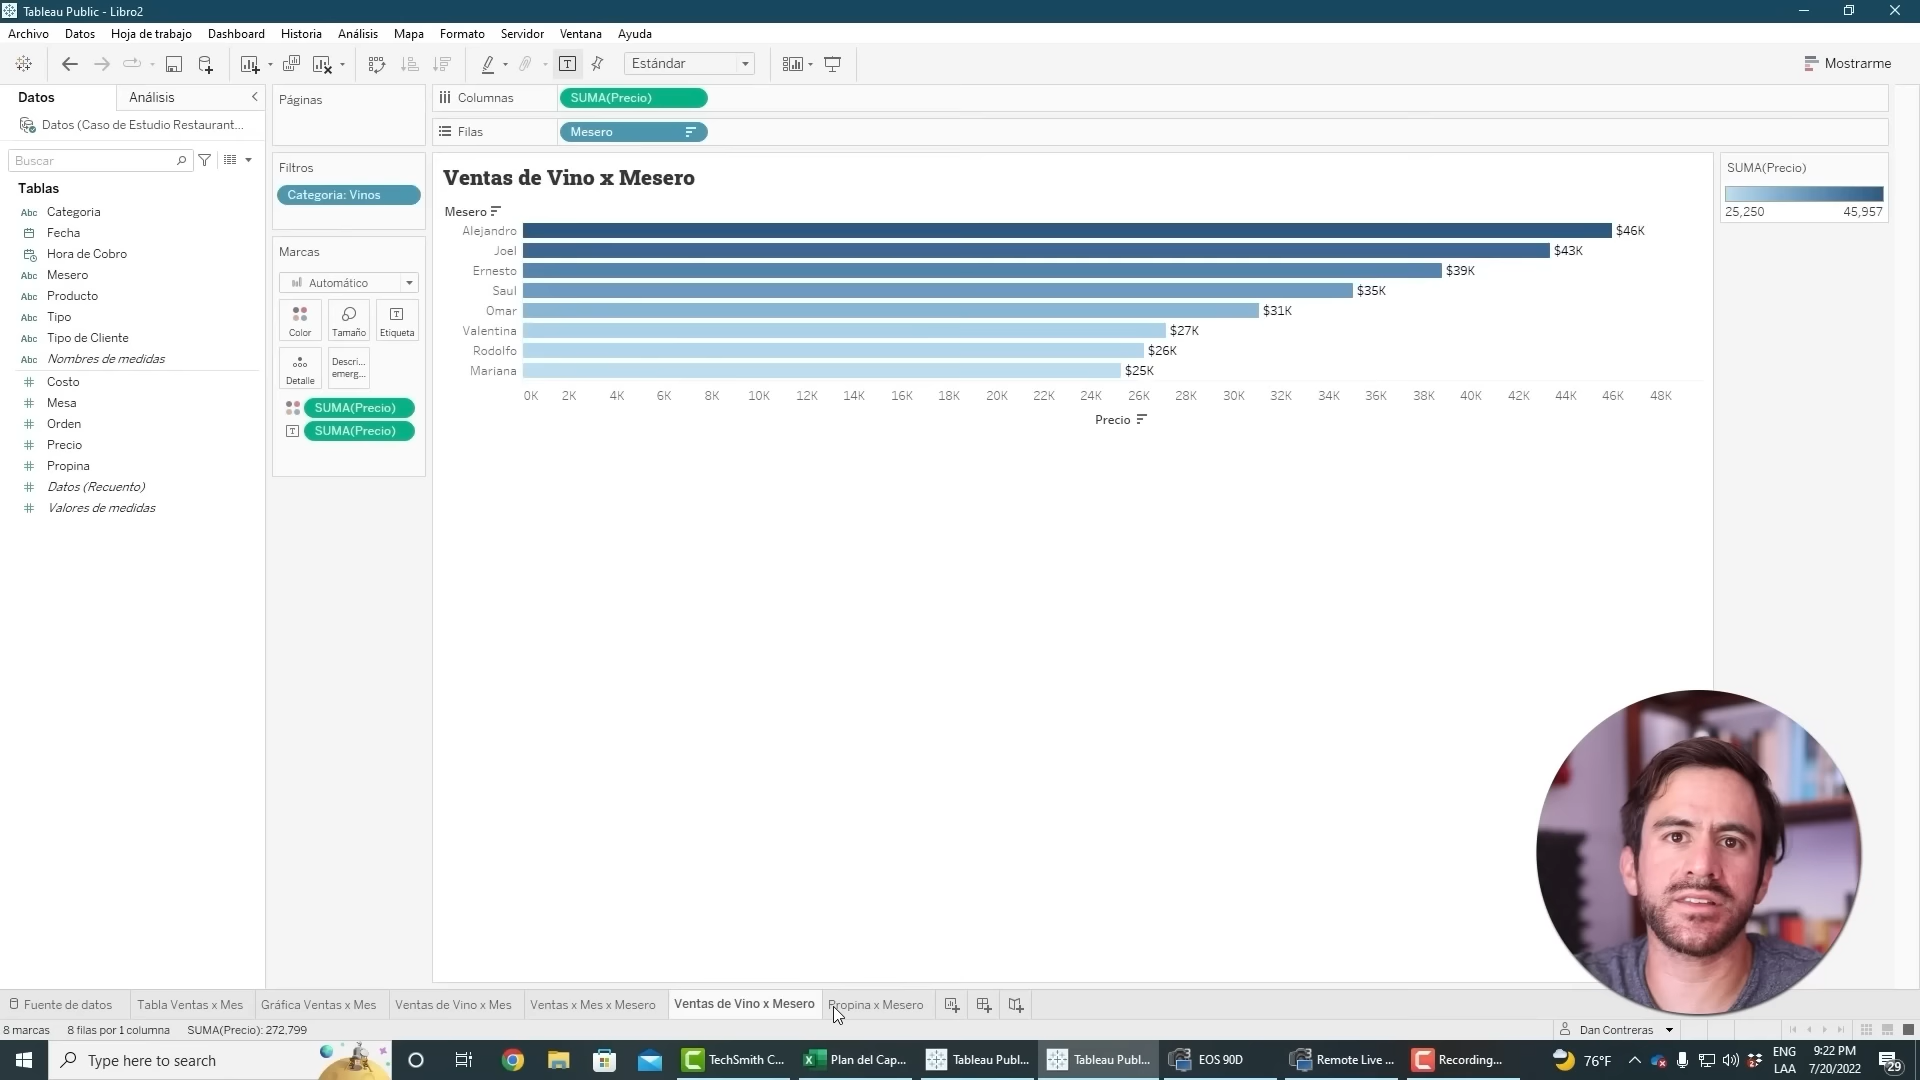 Tableau Public - Libro2
Archivo Datos Hoja de trabajo Dashboard Historia Análisis Mapa Formato Servidor Ventana Ayuda
Estándar
Mostrarme
Datos Análisis
Datos (Caso de Estudio Restaurant...
Buscar
Tablas
Abc Categoria
Fecha
Hora de Cobro
Abc Mesero
Abc Producto
Abc Tipo
Abc Tipo de Cliente
Abc Nombres de medidas
# Costo
# Mesa
# Orden
# Precio
# Propina
# Datos (Recuento)
# Valores de medidas
Páginas
Filtros
Categoria: Vinos
Marcas
Automático
Color Tamaño Etiqueta
Detalle Descri... emerg...
SUMA(Precio)
SUMA(Precio)
Columnas SUMA(Precio)
Filas Mesero
Ventas de Vino x Mesero
Mesero
Alejandro $46K
Joel $43K
Ernesto $39K
Saul $35K
Omar $31K
Valentina $27K
Rodolfo $26K
Mariana $25K
0K 2K 4K 6K 8K 10K 12K 14K 16K 18K 20K 22K 24K 26K 28K 30K 32K 34K 36K 38K 40K 42K 44K 46K 48K
Precio
SUMA(Precio)
25,250 45,957
Fuente de datos Tabla Ventas x Mes Gráfica Ventas x Mes Ventas de Vino x Mes Ventas x Mes x Mesero Ventas de Vino x Mesero Propina x Mesero
8 marcas 8 filas por 1 columna SUMA(Precio): 272.799
Dan Contreras
Type here to search
TechSmith C... Plan del Cap... Tableau Publ... Tableau Publ... EOS 90D Remote Live ... Recording...
76°F
ENG
LAA
9:22 PM
7/20/2022
29